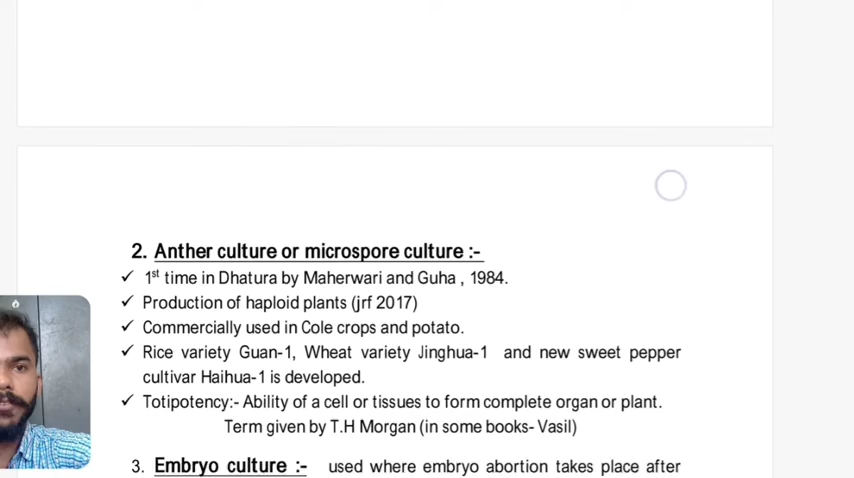 2. Anther culture or microspore culture :-
✓ 1st time in Dhatura by Maherwari and Guha , 1984.
✓ Production of haploid plants (jrf 2017)
✓ Commercially used in Cole crops and potato.
✓ Rice variety Guan-1, Wheat variety Jinghua-1 and new sweet pepper
cultivar Haihua-1 is developed.
✓ Totipotency:- Ability of a cell or tissues to form complete organ or plant.
Term given by T.H Morgan (in some books- Vasil)
3. Embryo culture :- used where embryo abortion takes place after